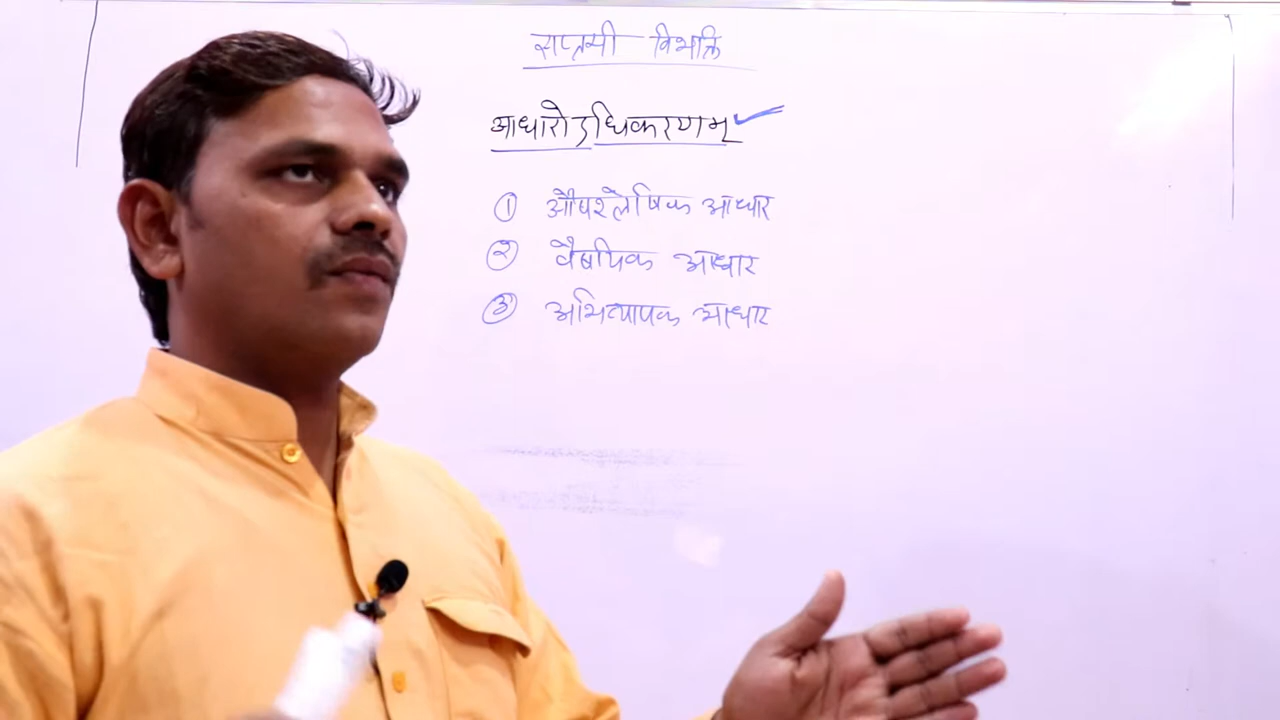 सप्तमी विभक्ति
आधारोऽधिकरणम्
① औपश्लेषिक आधार
② वैषयिक आधार
③ अभिव्यापक आधार